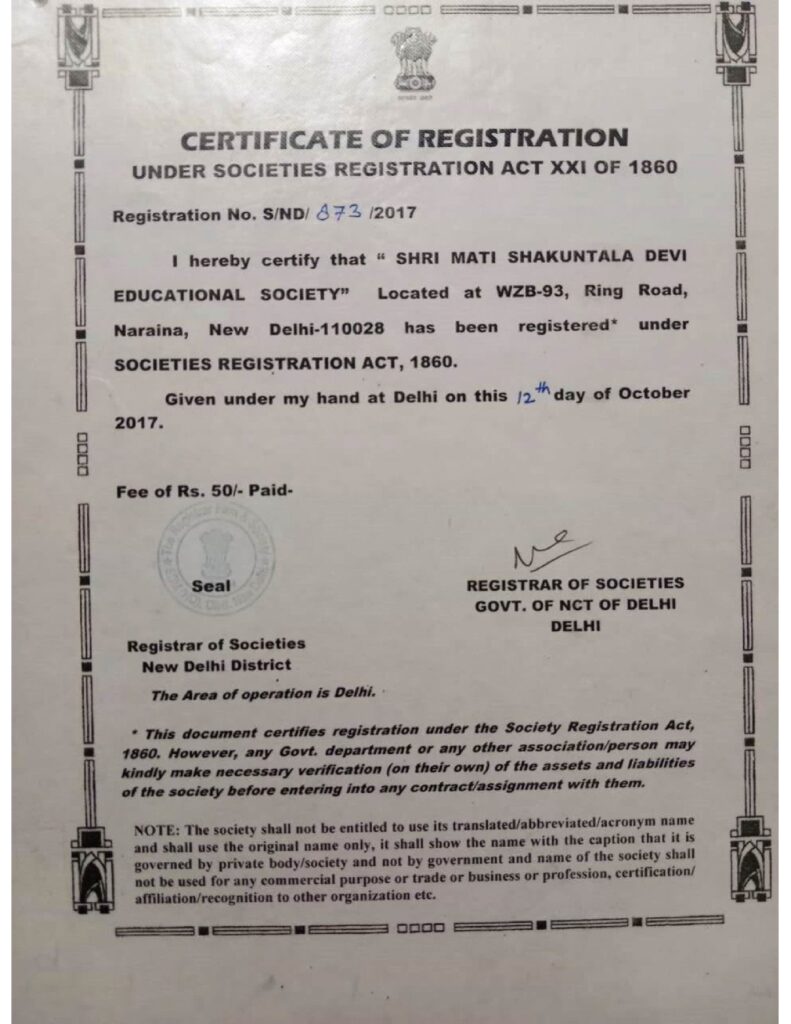 CERTIFICATE OF REGISTRATION
UNDER SOCIETIES REGISTRATION ACT XXI OF 1860
Registration No. S/ND/ 873 /2017
I hereby certify that “ SHRI MATI SHAKUNTALA DEVI
EDUCATIONAL SOCIETY” Located at WZB-93, Ring Road,
Naraina, New Delhi-110028 has been registered* under
SOCIETIES REGISTRATION ACT, 1860.
Given under my hand at Delhi on this 12th day of October
2017.
Fee of Rs. 50/- Paid-
Seal
REGISTRAR OF SOCIETIES
GOVT. OF NCT OF DELHI
DELHI
Registrar of Societies
New Delhi District
The Area of operation is Delhi.
* This document certifies registration under the Society Registration Act,
1860. However, any Govt. department or any other association/person may
kindly make necessary verification (on their own) of the assets and liabilities
of the society before entering into any contract/assignment with them.
NOTE: The society shall not be entitled to use its translated/abbreviated/acronym name
and shall use the original name only, it shall show the name with the caption that it is
governed by private body/society and not by government and name of the society shall
not be used for any commercial purpose or trade or business or profession, certification/
affiliation/recognition to other organization etc.